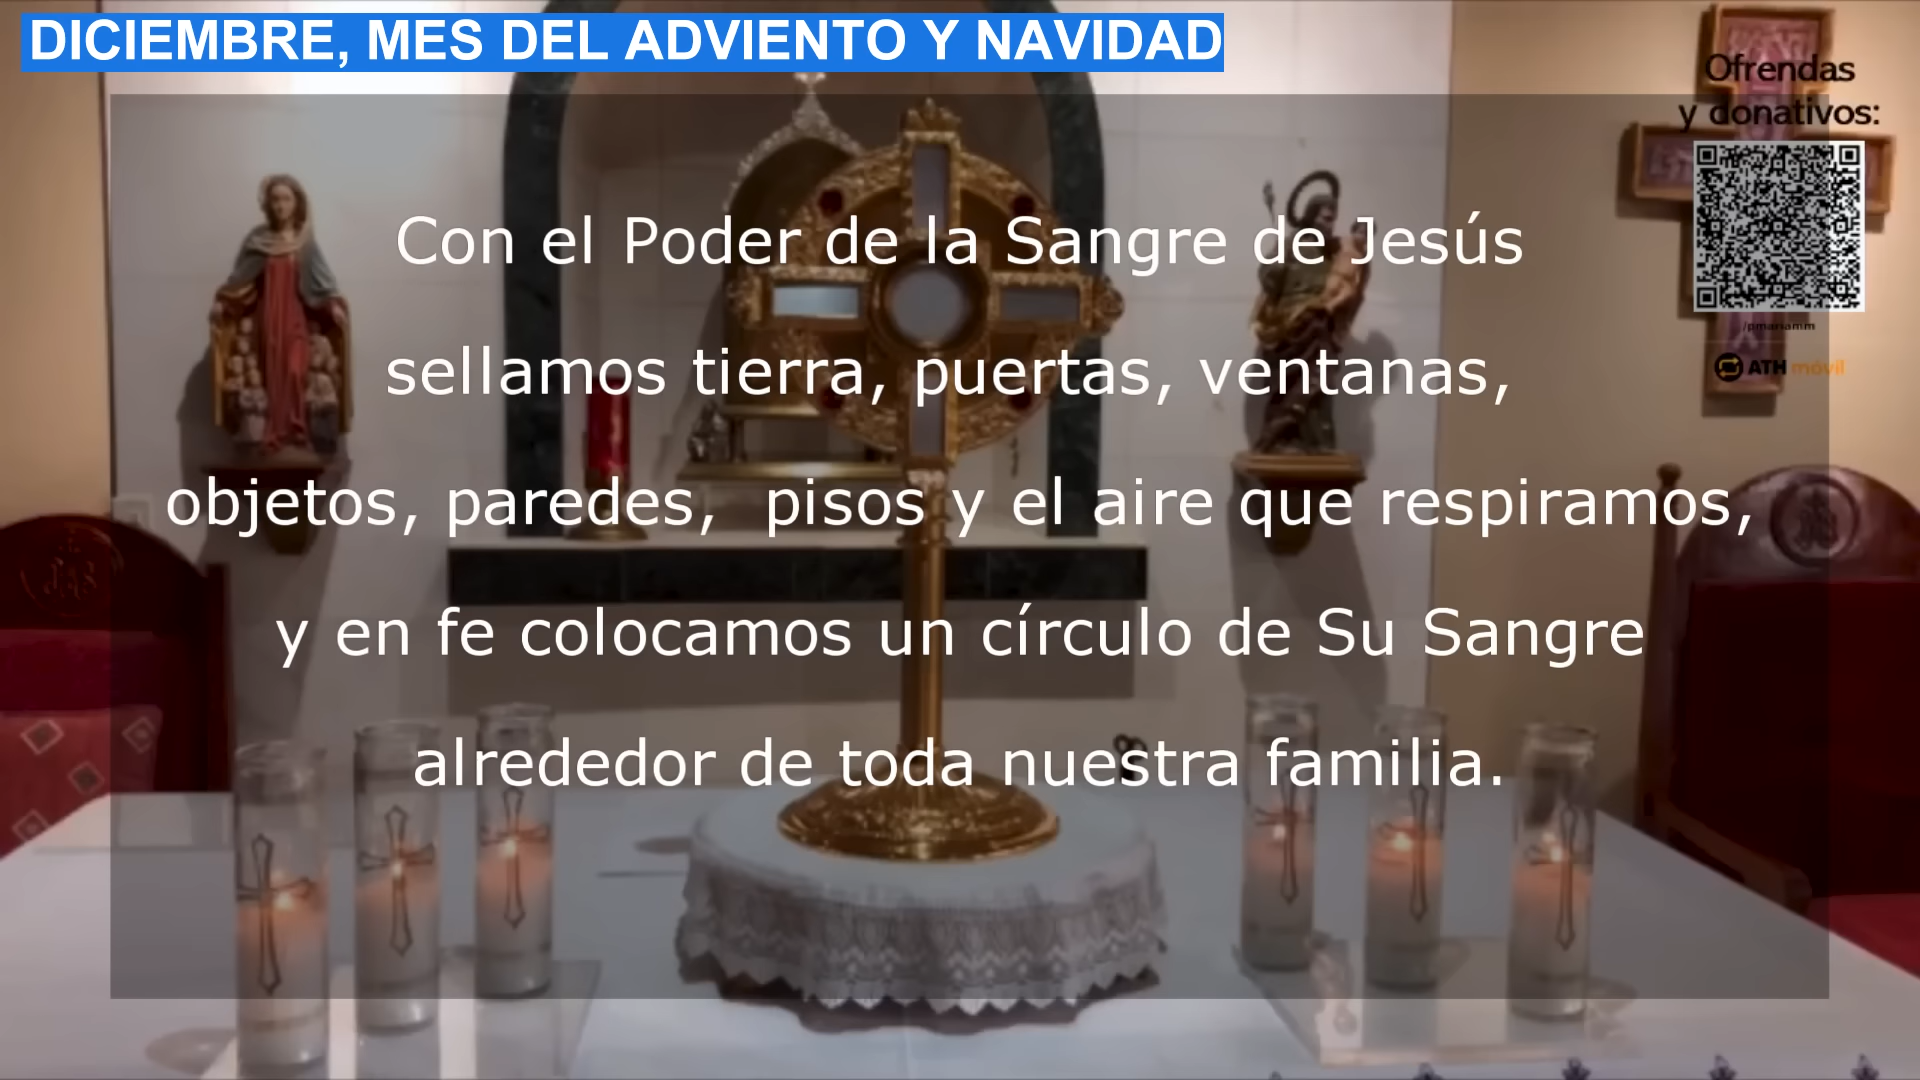 DICIEMBRE, MES DEL ADVIENTO Y NAVIDAD
Ofrendas
y donativos:
/pmariamm
ATH móvil
Con el Poder de la Sangre de Jesús
sellamos tierra, puertas, ventanas,
objetos, paredes,  pisos y el aire que respiramos,
y en fe colocamos un círculo de Su Sangre
alrededor de toda nuestra familia.